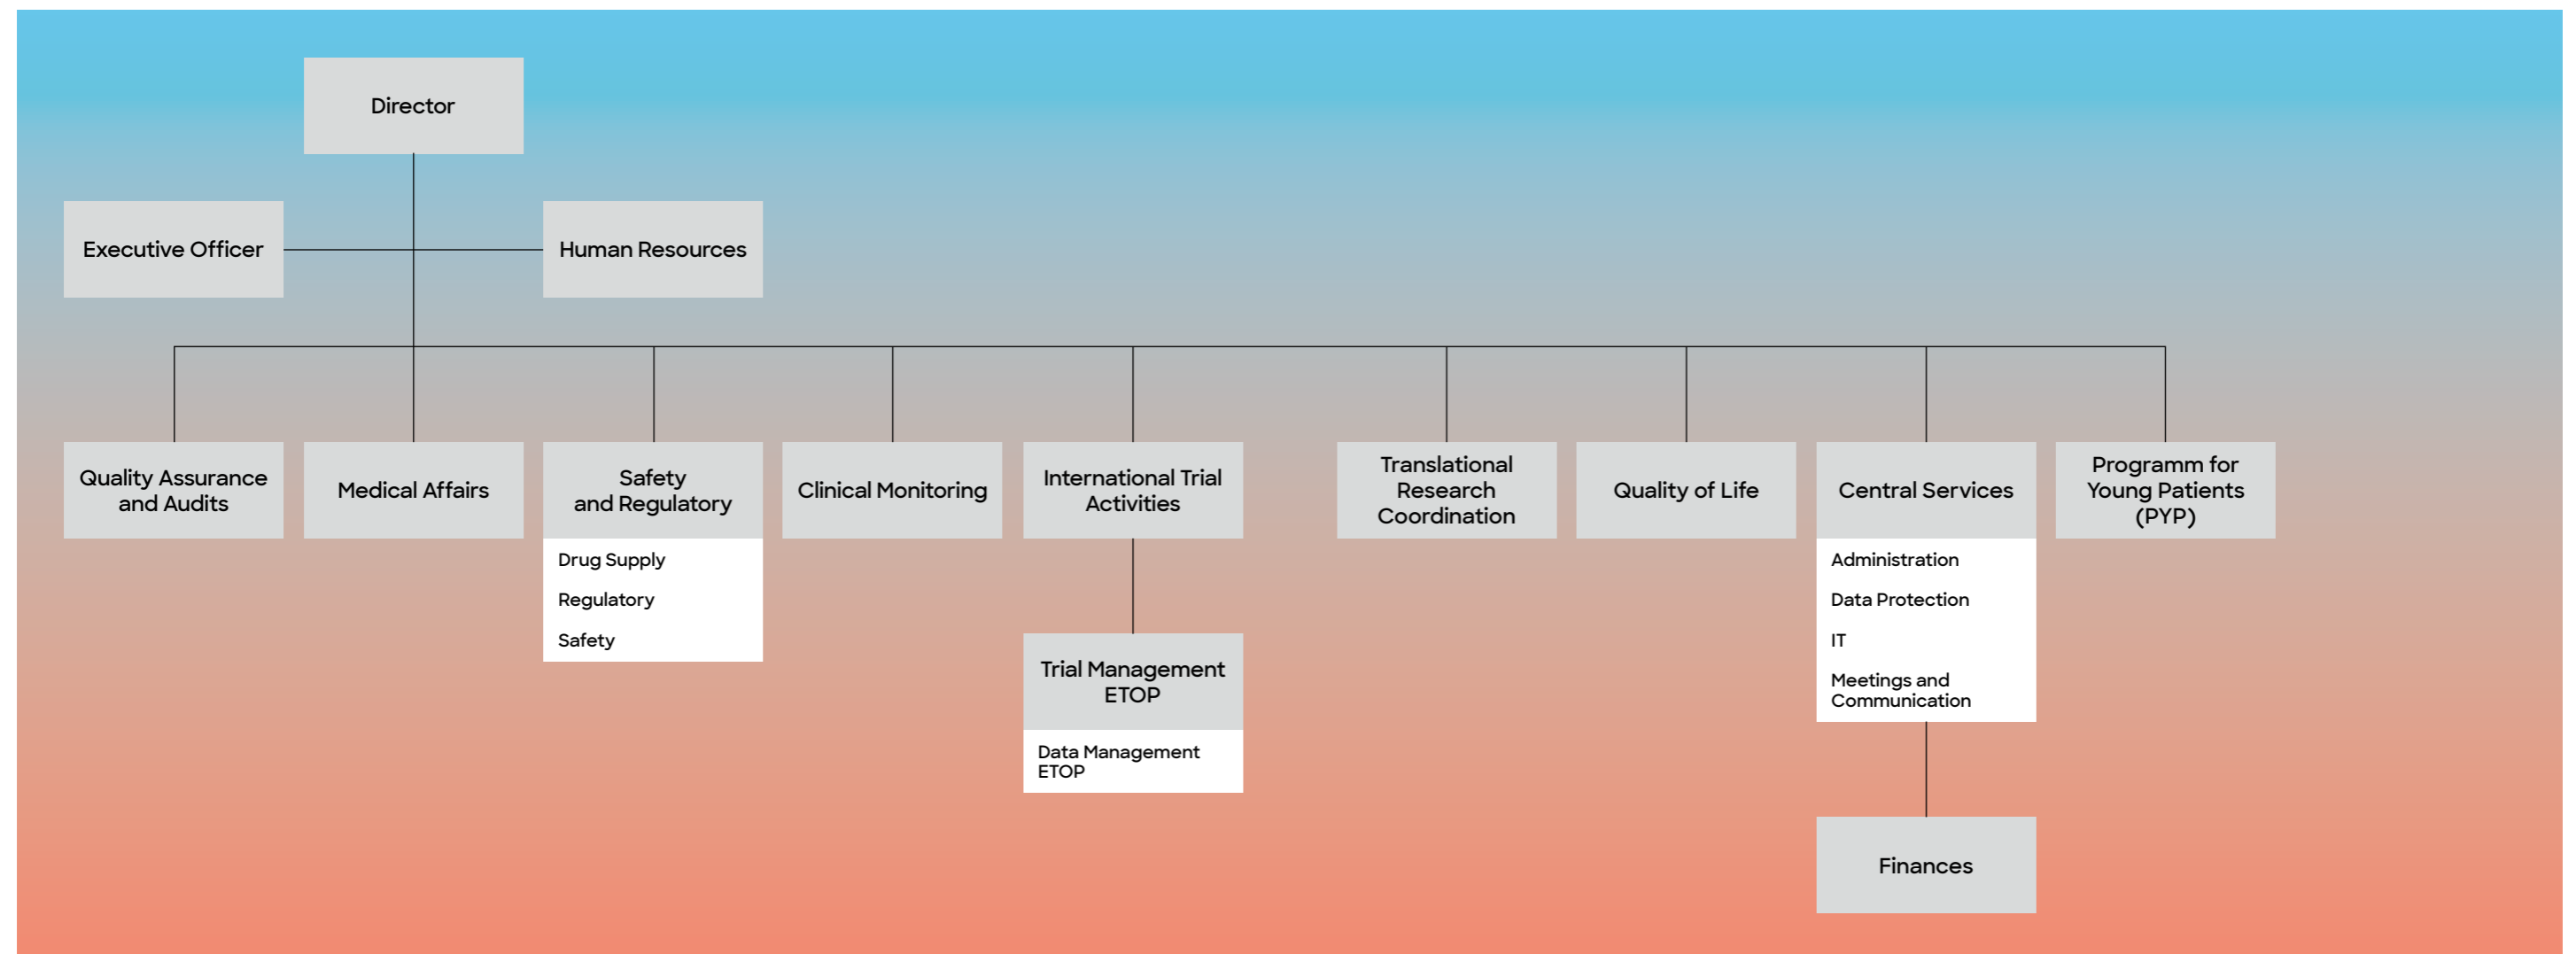 Director
Executive Officer
Human Resources
Quality Assurance
and Audits
Medical Affairs
Safety
and Regulatory
Drug Supply
Regulatory
Safety
Clinical Monitoring
International Trial
Activities
Trial Management
ETOP
Data Management
ETOP
Translational
Research
Coordination
Quality of Life
Central Services
Administration
Data Protection
IT
Meetings and
Communication
Finances
Programm for
Young Patients
(PYP)